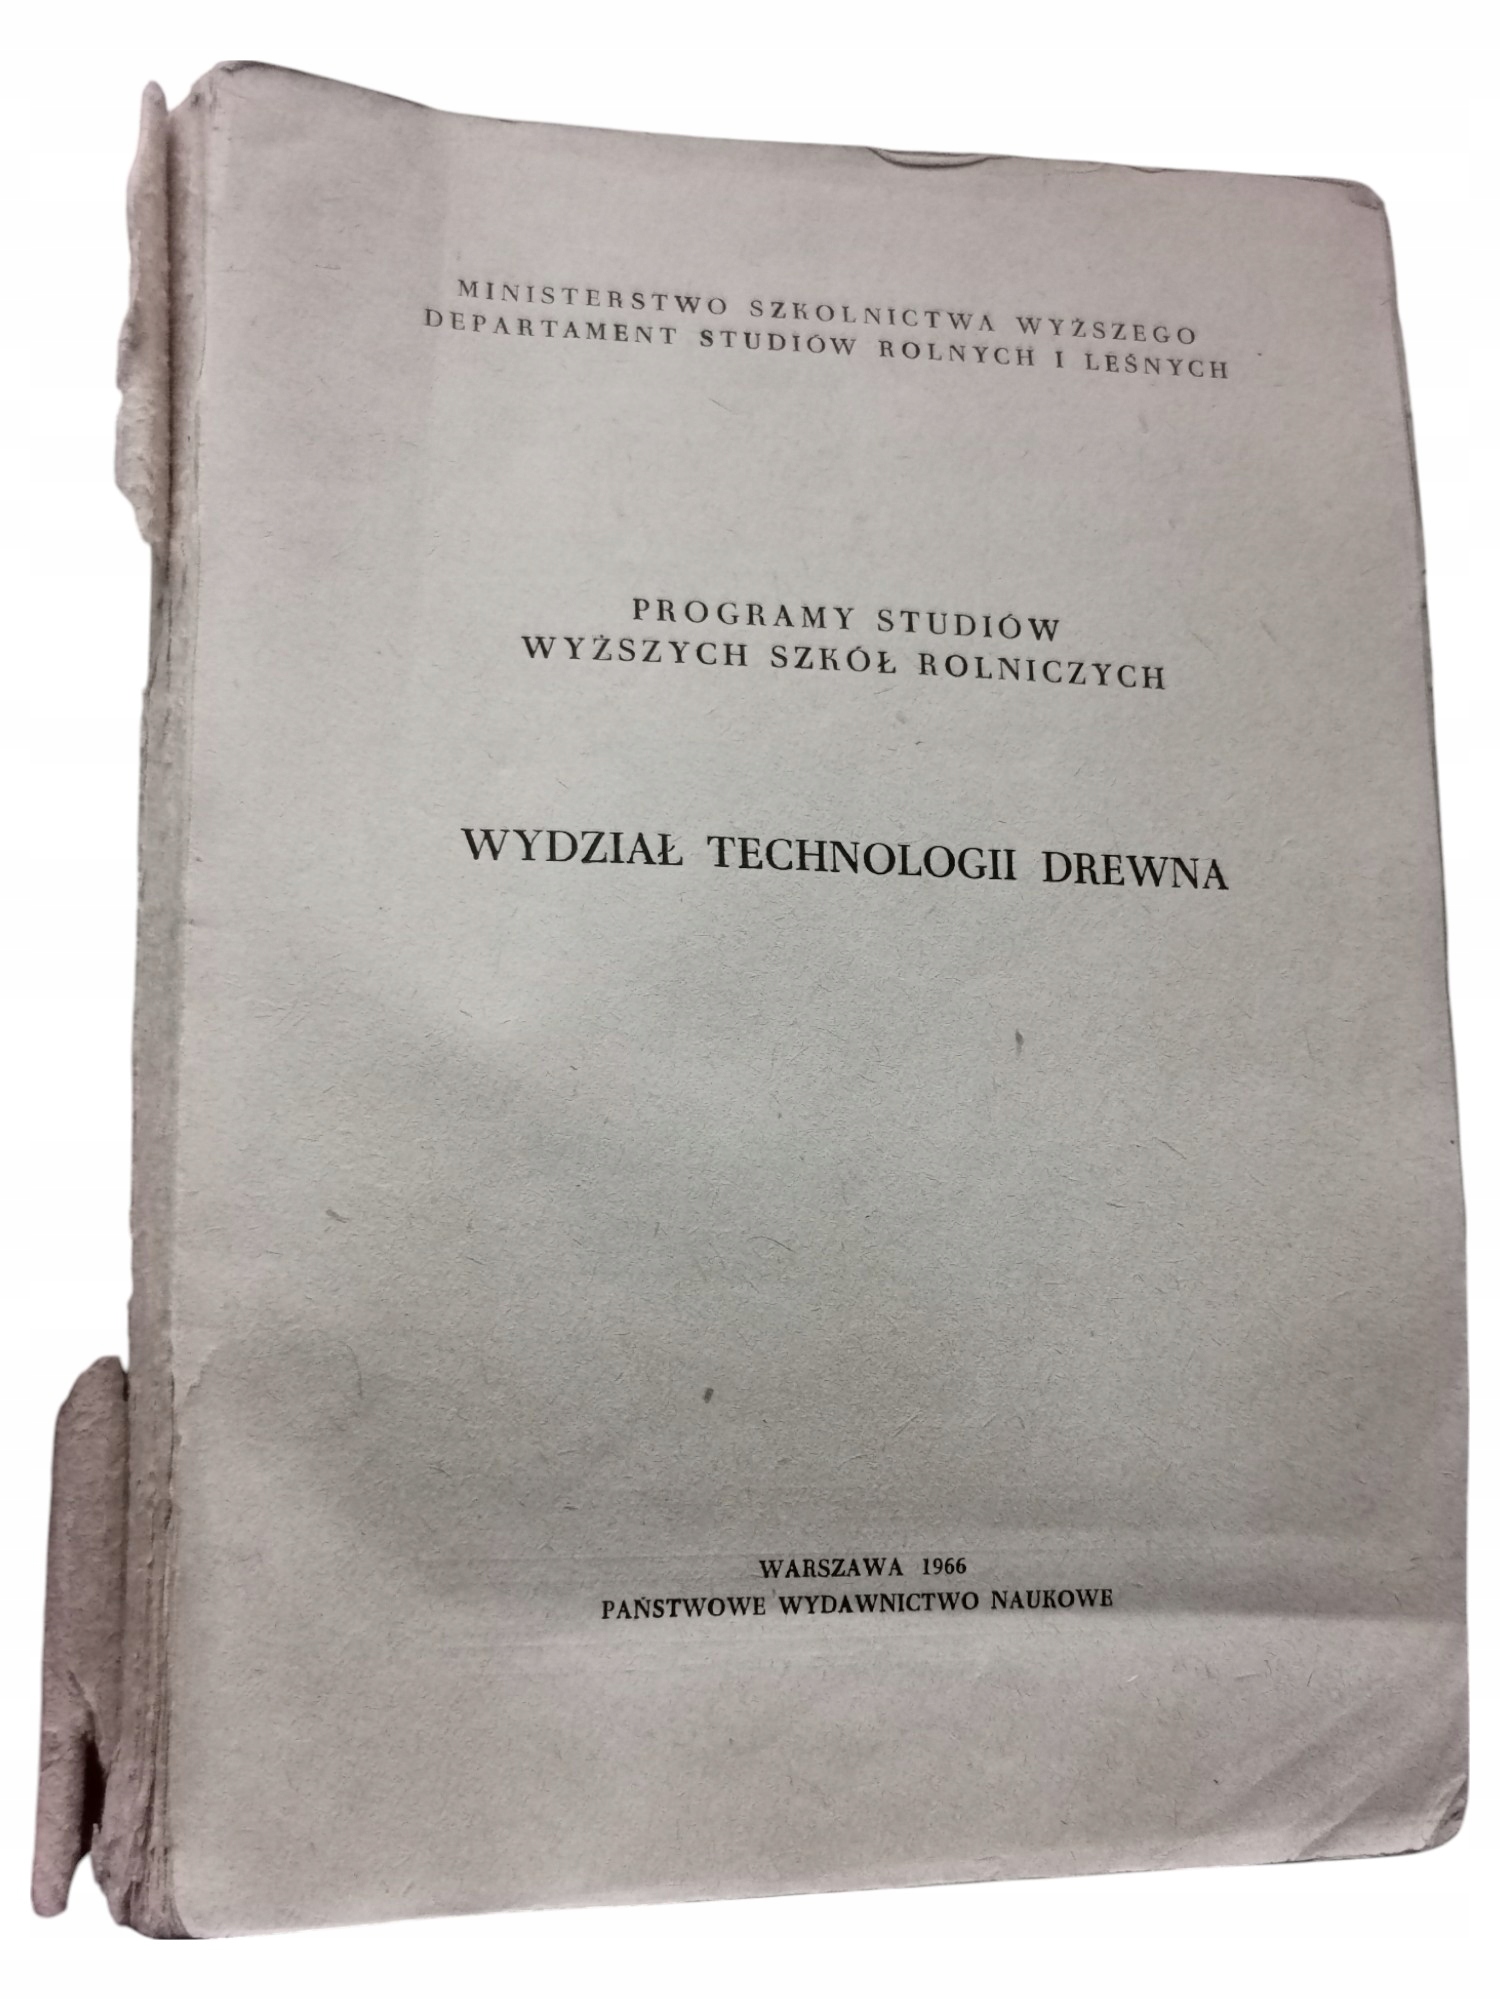 MINISTERSTWO SZKOLNICTWA WYŻSZEGO
DEPARTAMENT STUDIÓW ROLNYCH I LEŚNYCH
PROGRAMY STUDIÓW
WYŻSZYCH SZKÓŁ ROLNICZYCH
WYDZIAŁ TECHNOLOGII DREWNA
WARSZAWA 1966
PAŃSTWOWE WYDAWNICTWO NAUKOWE